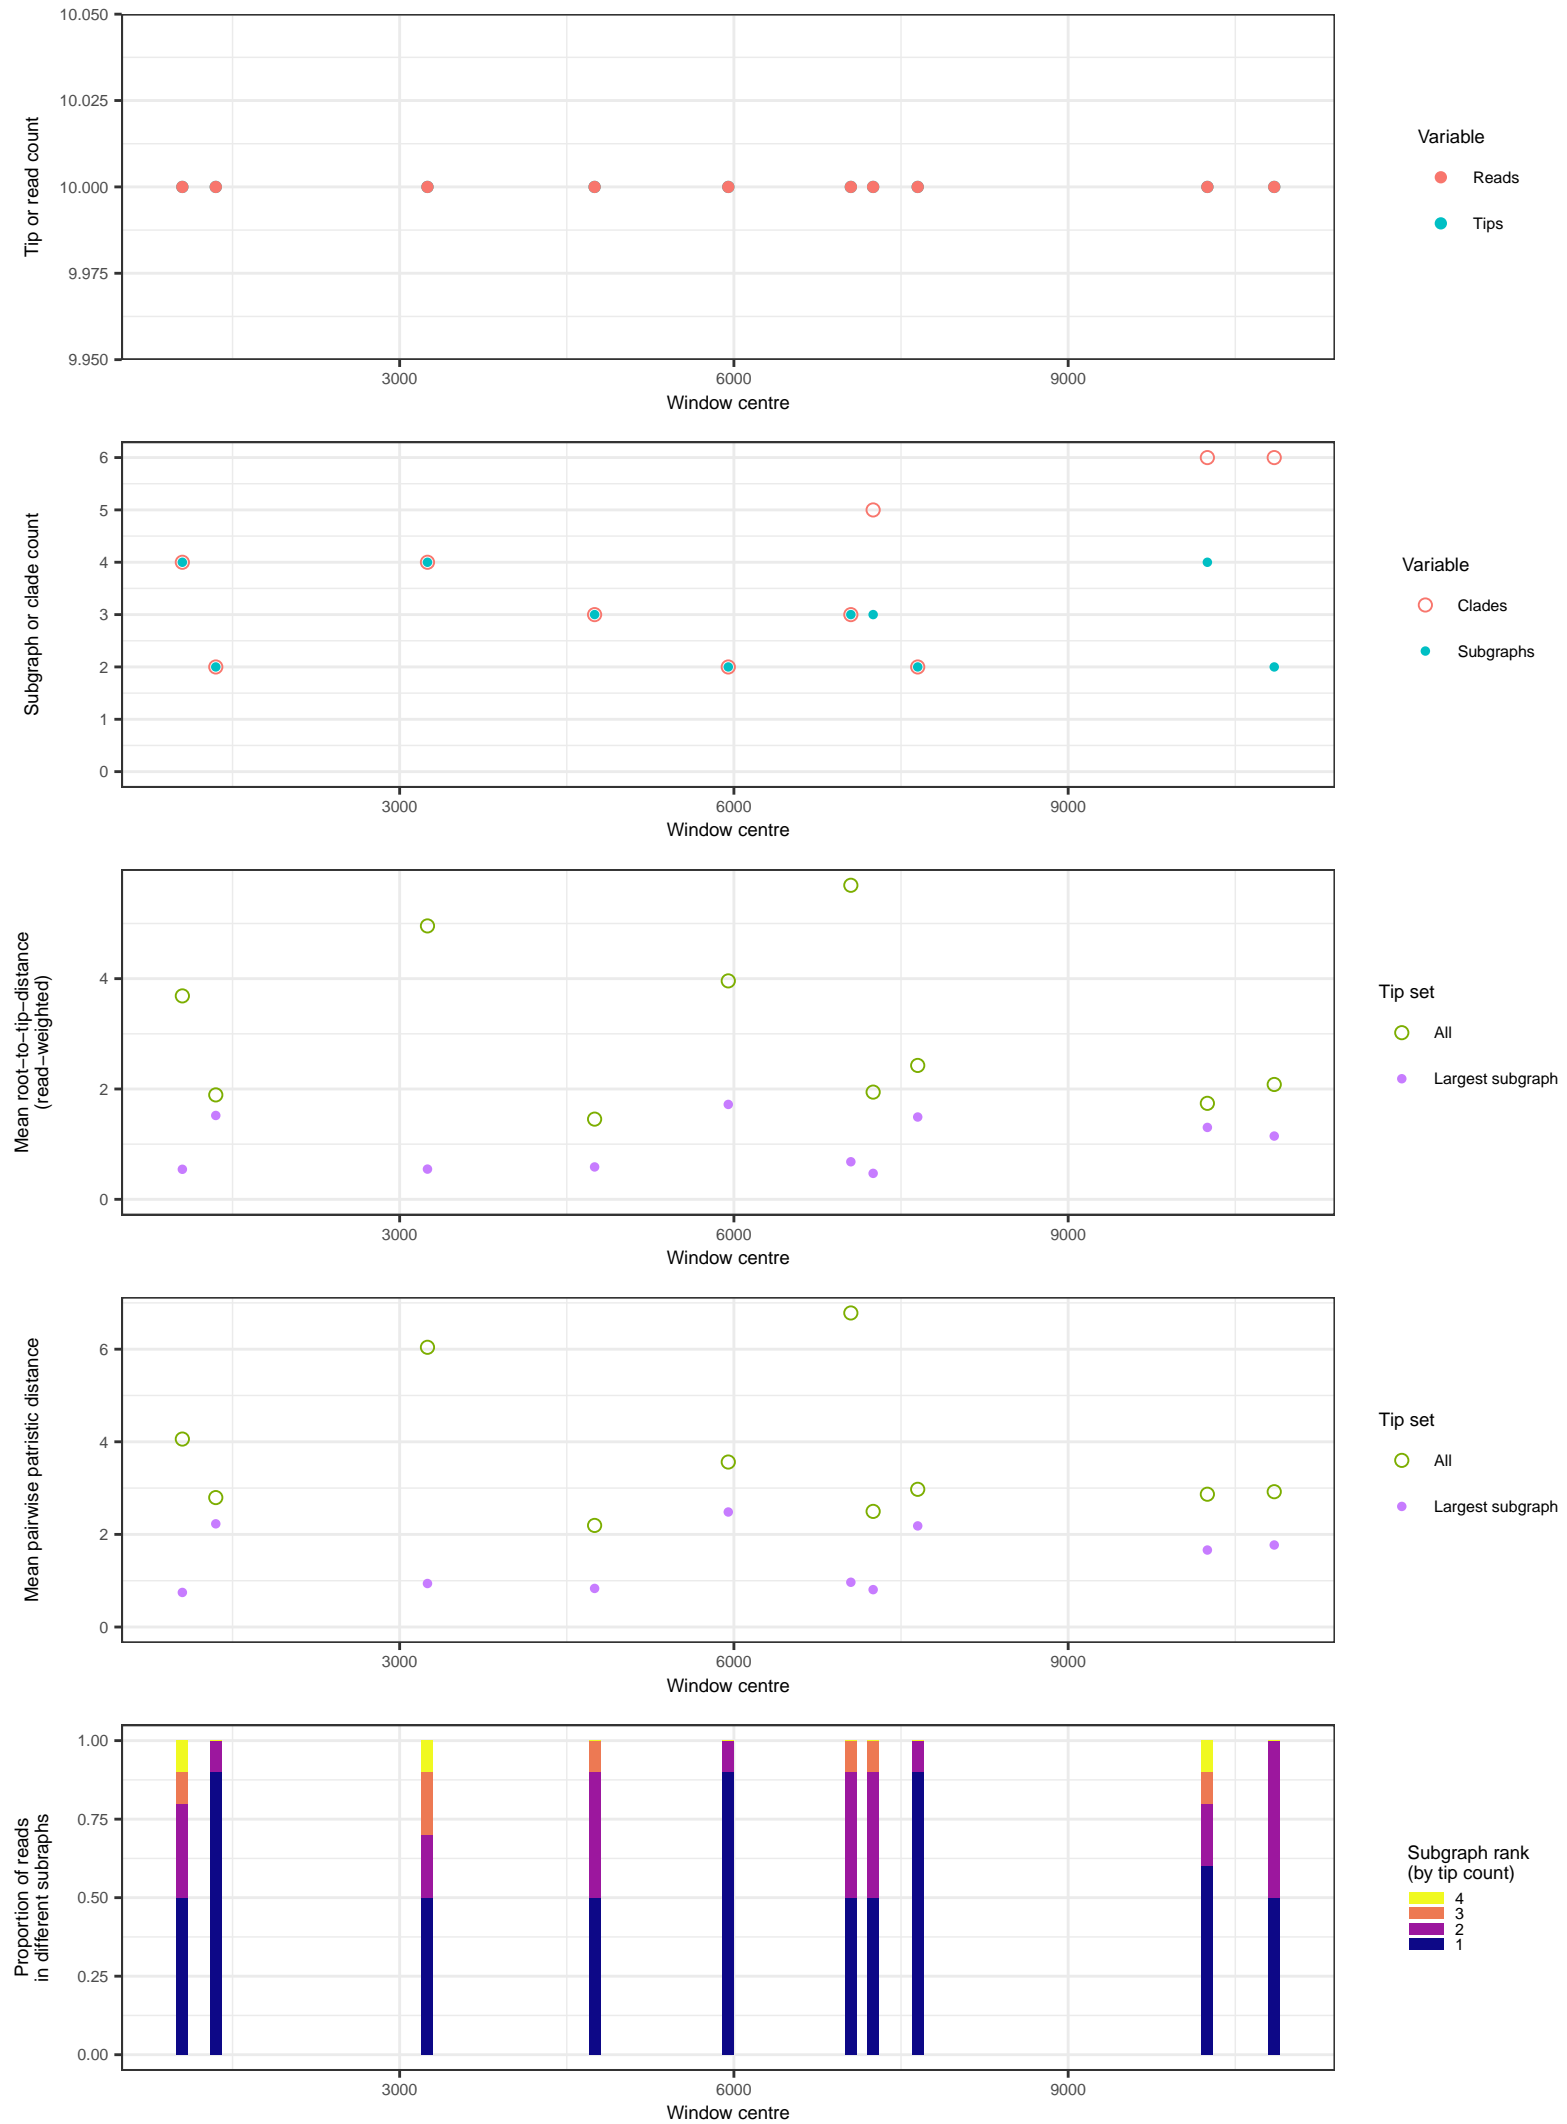 10.050
10.025
10.000
9.975
9.950
Tip or read count
3000
6000
9000
Window centre
Variable
Reads
Tips
6
5
4
3
2
1
0
Subgraph or clade count
3000
6000
9000
Window centre
Variable
Clades
Subgraphs
4
2
0
Mean root−to−tip−distance
(read−weighted)
3000
6000
9000
Window centre
Tip set
All
Largest subgraph
6
4
2
0
Mean pairwise patristic distance
3000
6000
9000
Window centre
Tip set
All
Largest subgraph
1.00
0.75
0.50
0.25
0.00
Proportion of reads
in different subraphs
3000
6000
9000
Window centre
Subgraph rank
(by tip count)
4
3
2
1